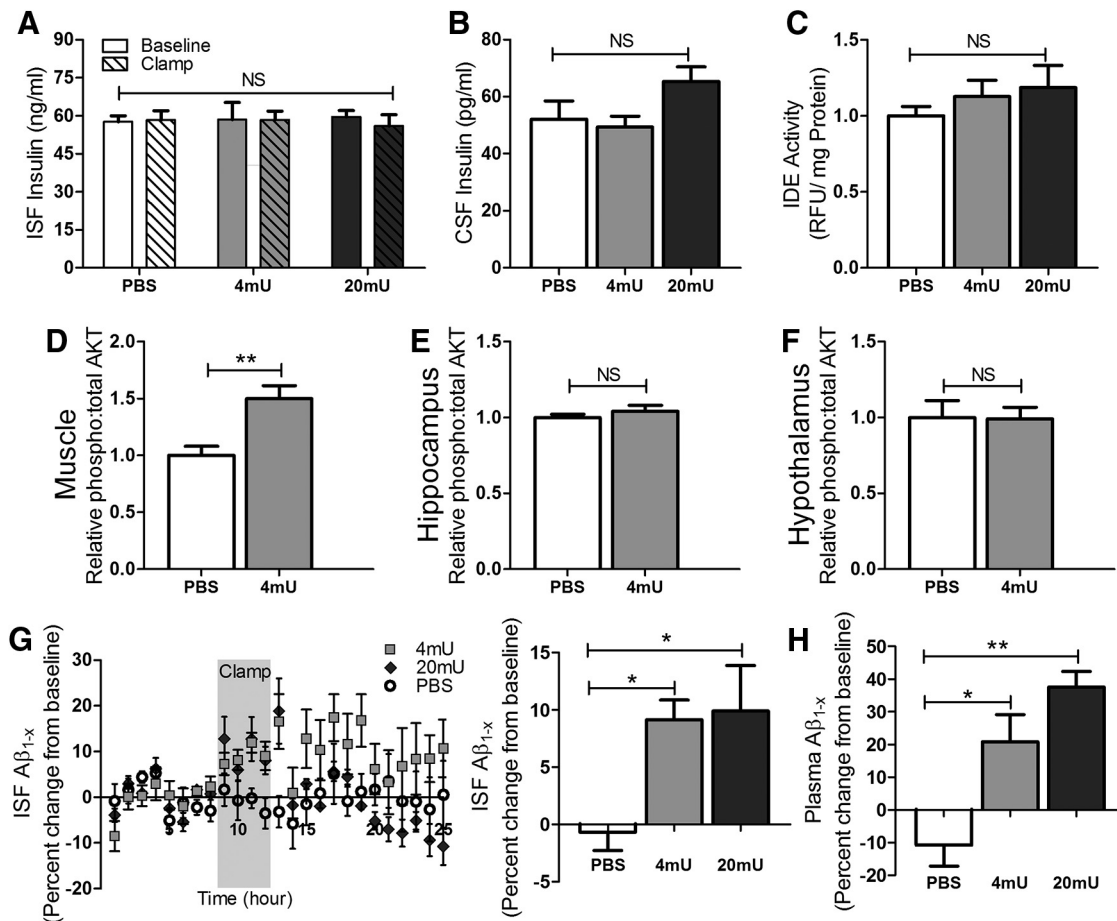 A
ISF Insulin (ng/ml)
90
75
60
45
30
15
0
Baseline
Clamp
NS
PBS
4mU
20mU
B
CSF Insulin (pg/ml)
80
60
40
20
0
NS
PBS
4mU
20mU
C
IDE Activity
(RFU/ mg Protein)
1.5
1.0
0.5
0.0
NS
PBS
4mU
20mU
D
Muscle
Relative phospho:total AKT
2.0
1.5
1.0
0.5
0.0
**
PBS
4mU
E
Hippocampus
Relative phospho:total AKT
1.5
1.0
0.5
0.0
NS
PBS
4mU
F
Hypothalamus
Relative phospho:total AKT
1.5
1.0
0.5
0.0
NS
PBS
4mU
G
ISF Aβ1-x
(Percent change from baseline)
30
20
10
0
-10
-20
Clamp
4mU
20mU
PBS
5
10
15
20
25
Time (hour)
ISF Aβ1-x
(Percent change from baseline)
15
10
5
0
-5
*
*
PBS
4mU
20mU
H
Plasma Aβ1-x
(Percent change from baseline)
50
40
30
20
10
0
-10
-20
**
*
PBS
4mU
20mU